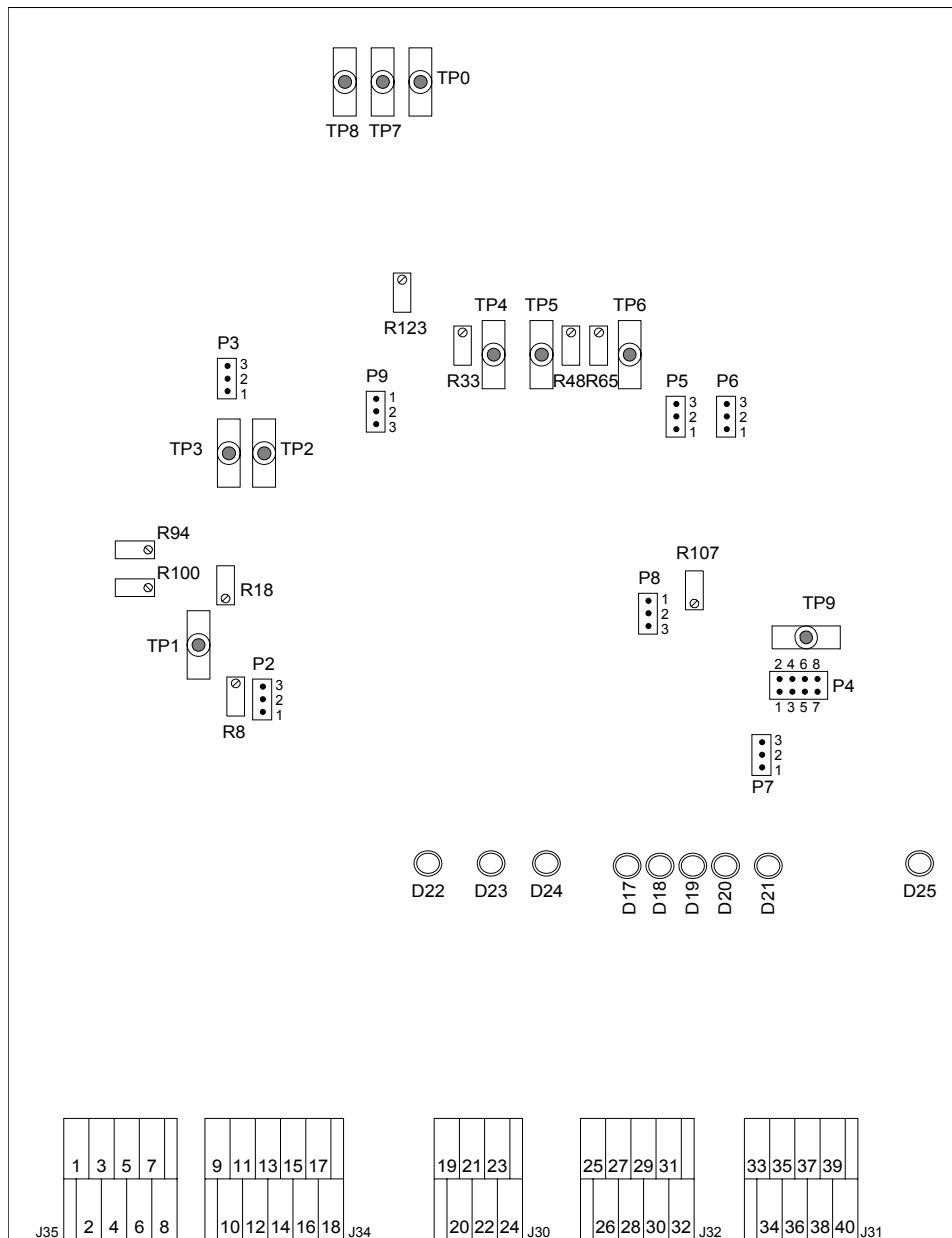 TP0
TP8 TP7
R123
TP4 TP5 TP6
R33 R48 R65
P3
3
2
1
P9
1
2
3
P5
3
2
1
P6
3
2
1
TP3 TP2
R94
R100
R18
TP1
R8
P2
3
2
1
P8
1
2
3
R107
TP9
2 4 6 8
P4
1 3 5 7
3
2
1
P7
D22 D23 D24 D17 D18 D19 D20 D21 D25
1 3 5 7 9 11 13 15 17 19 21 23 25 27 29 31 33 35 37 39
J35 2 4 6 8 10 12 14 16 18 J34 20 22 24 J30 26 28 30 32 J32 34 36 38 40 J31